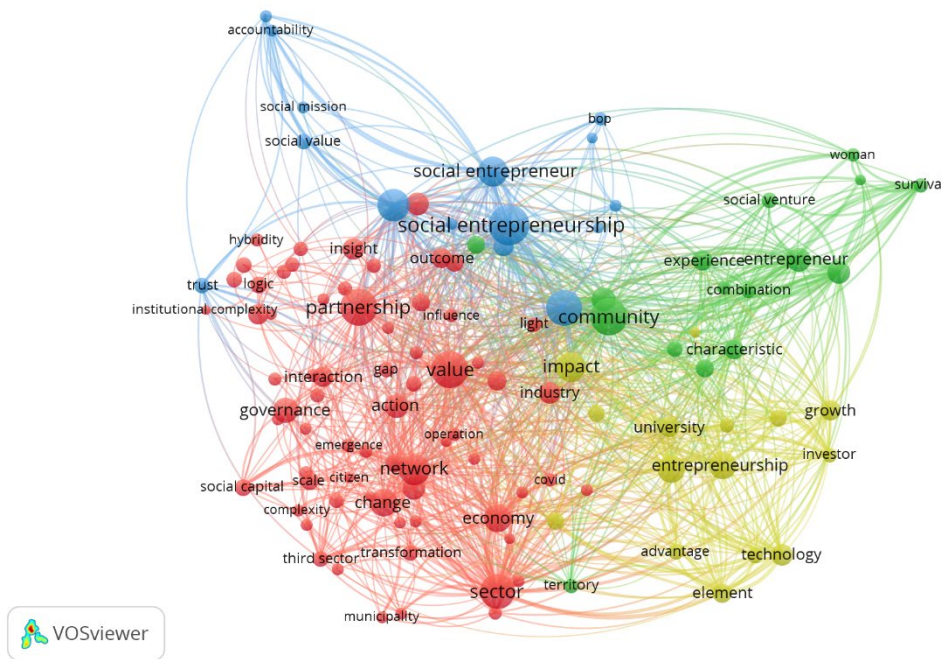 accountability
social mission
bop
social value
woman
social entrepreneur
survival
social venture
social entrepreneurship
hybridity
insight
outcome
experience
entrepreneur
trust
logic
combination
institutional complexity
partnership
influence
light
community
characteristic
gap
value
impact
interaction
industry
governance
action
growth
university
emergence
operation
investor
network
entrepreneurship
social capital
scale
citizen
covid
complexity
change
economy
third sector
transformation
advantage
technology
sector
territory
element
municipality
VOSviewer